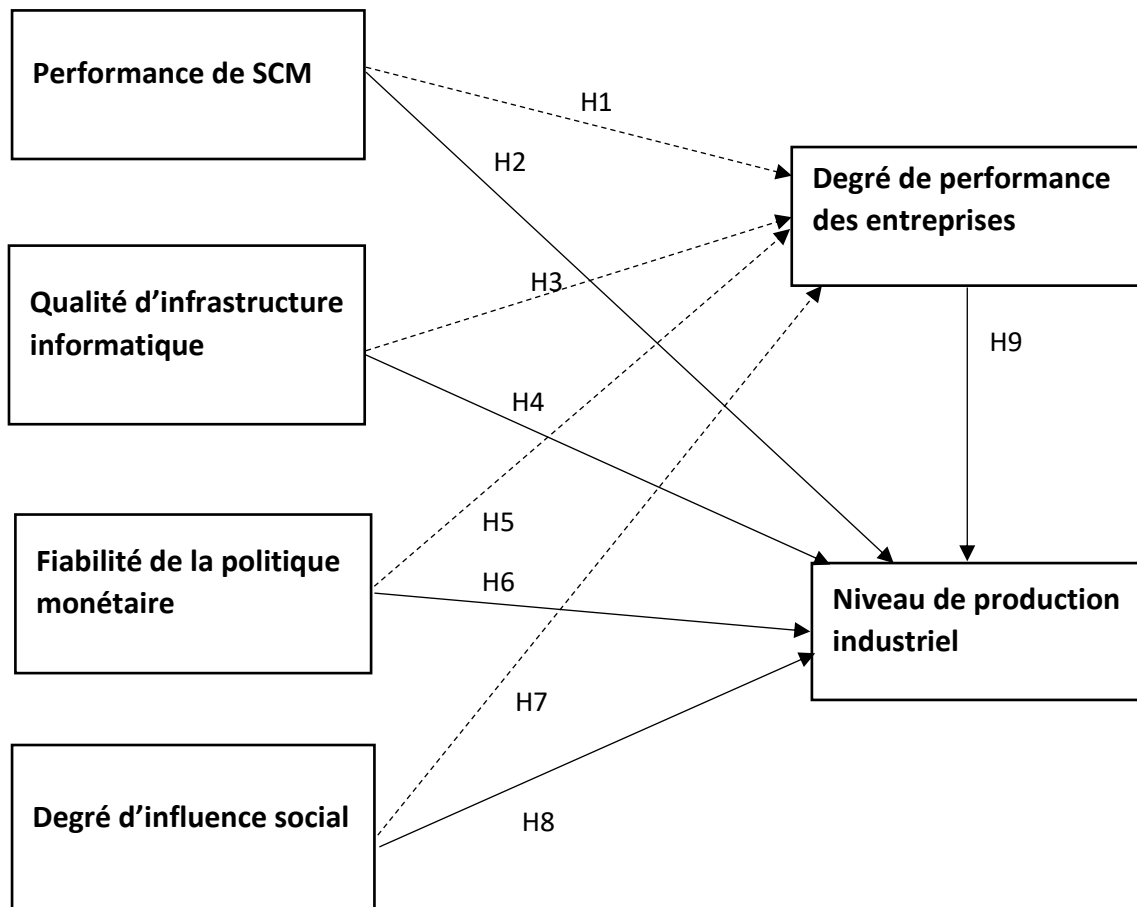 Performance de SCM
H1
H2
Degré de performance
des entreprises
Qualité d’infrastructure
informatique
H3
H9
H4
Fiabilité de la politique
monétaire
H5
H6
Niveau de production
industriel
H7
Degré d’influence social
H8